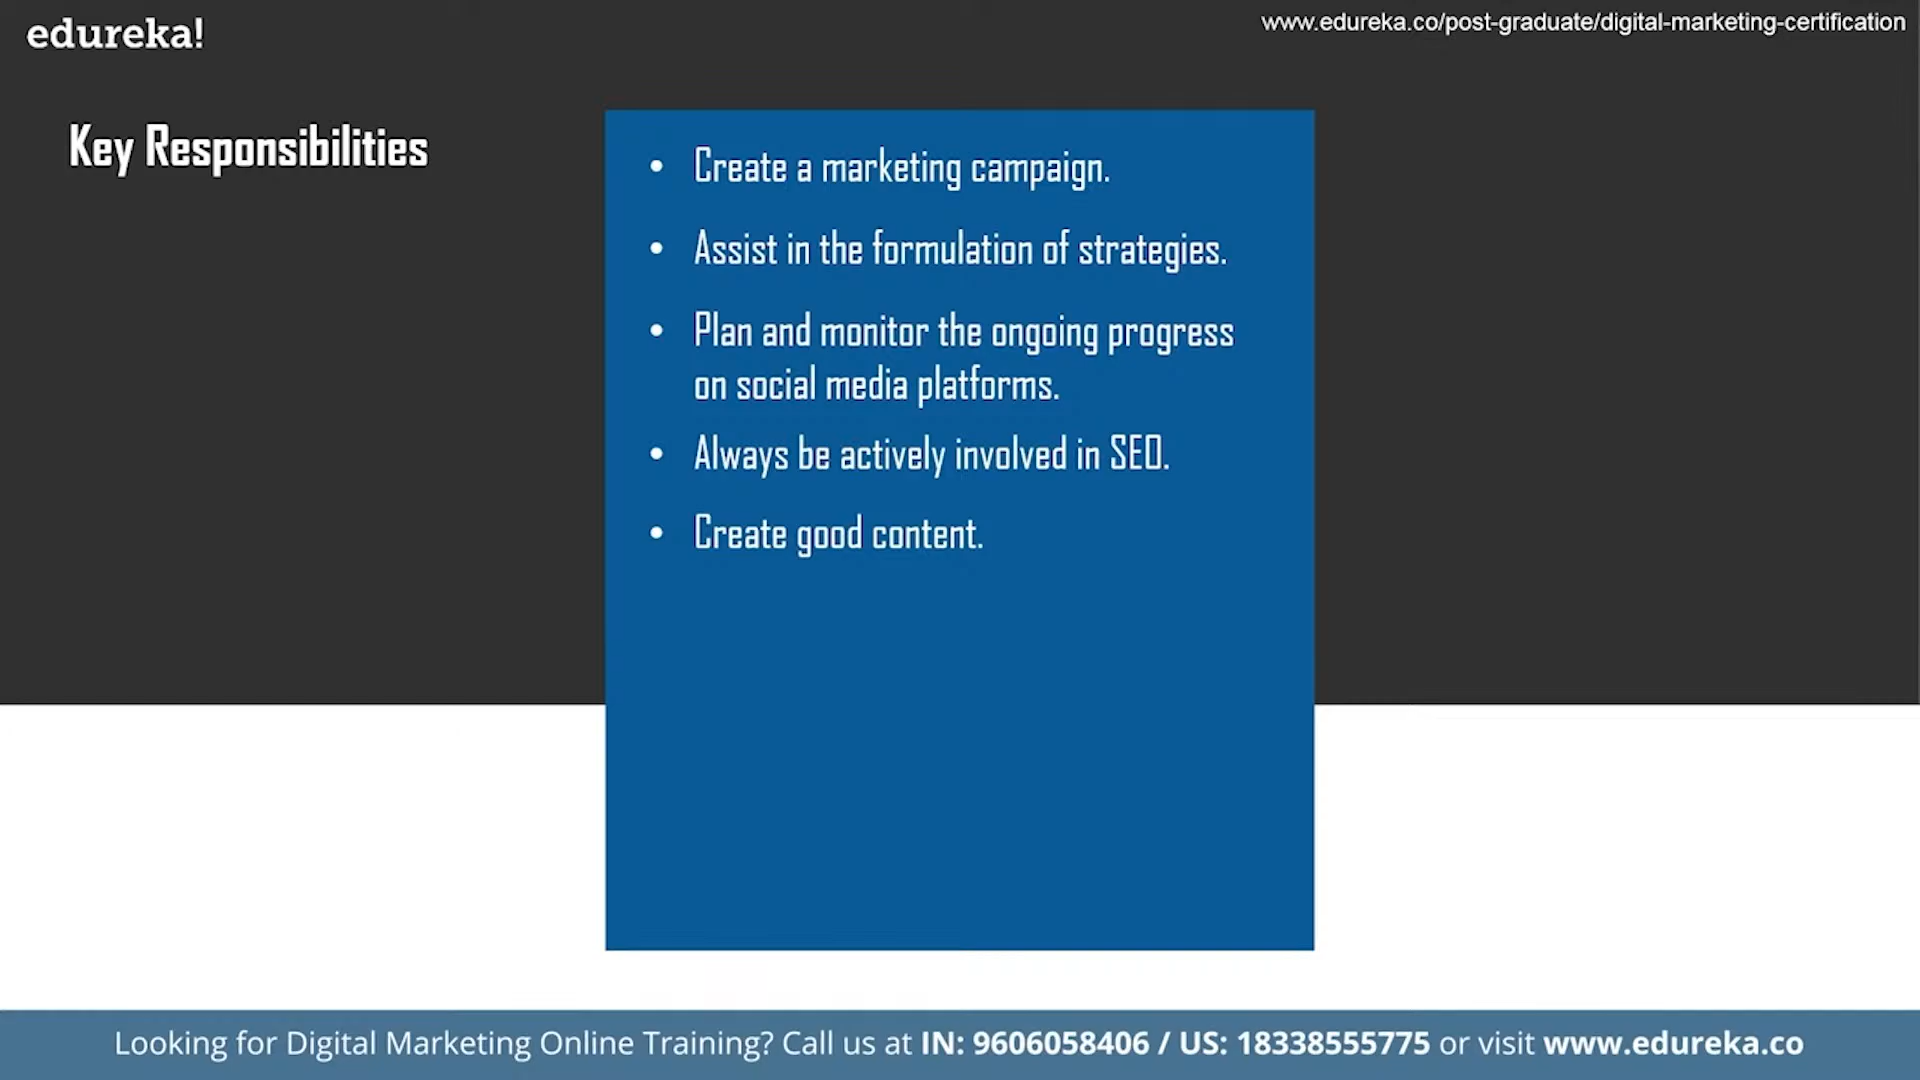 edureka!
www.edureka.co/post-graduate/digital-marketing-certification
Key Responsibilities
• Create a marketing campaign.
• Assist in the formulation of strategies.
• Plan and monitor the ongoing progress
on social media platforms.
• Always be actively involved in SEO.
• Create good content.
Looking for Digital Marketing Online Training? Call us at IN: 9606058406 / US: 18338555775 or visit www.edureka.co